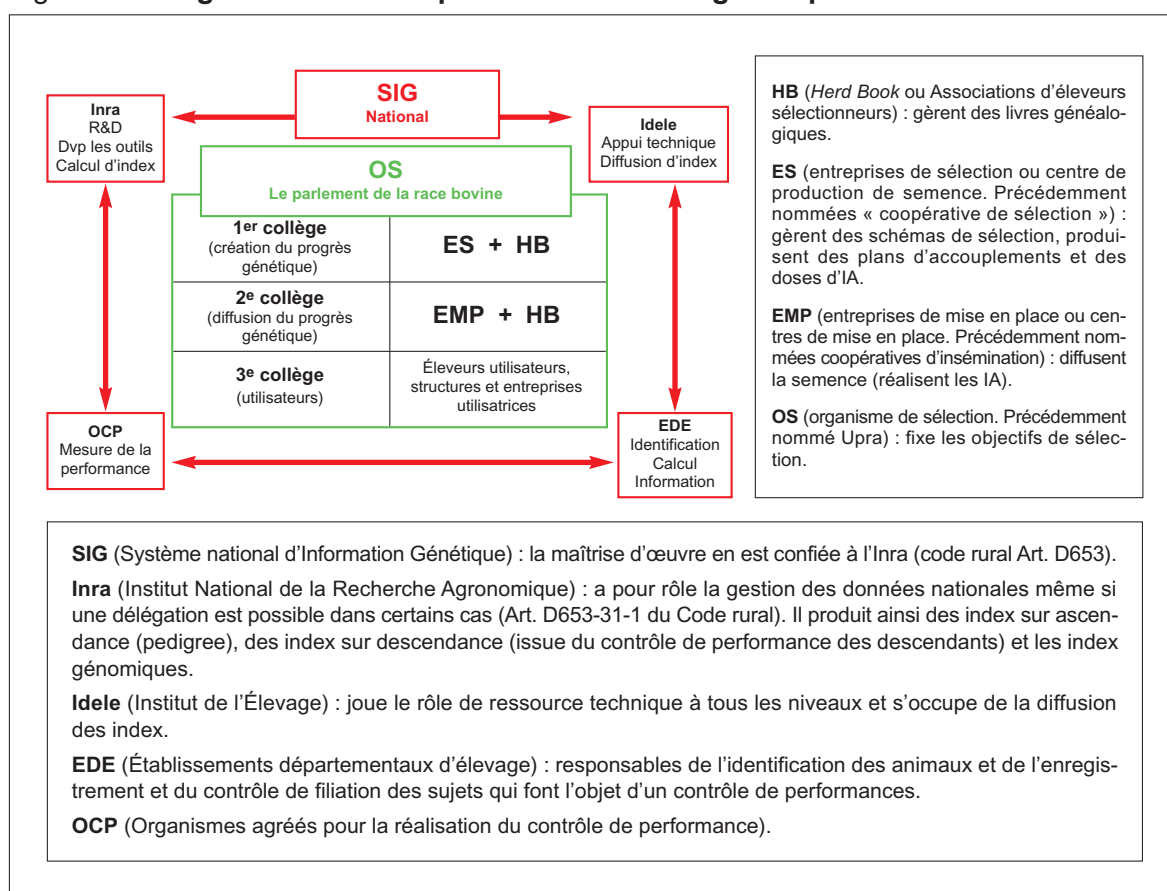 SIG
National
Inra
R&D
Dvp les outils
Calcul d'index
Idele
Appui technique
Diffusion d'index
OS
Le parlement de la race bovine
1er collège
(création du progrès
génétique)
ES + HB
2e collège
(diffusion du progrès
génétique)
EMP + HB
3e collège
(utilisateurs)
Éleveurs utilisateurs,
structures et entreprises
utilisatrices
OCP
Mesure de la
performance
EDE
Identification
Calcul
Information
HB (Herd Book ou Associations d'éleveurs
sélectionneurs) : gèrent des livres généalo-
giques.
ES (entreprises de sélection ou centre de
production de semence. Précédemment
nommées « coopérative de sélection ») :
gèrent des schémas de sélection, produi-
sent des plans d'accouplements et des
doses d'IA.
EMP (entreprises de mise en place ou cen-
tres de mise en place. Précédemment nom-
mées coopératives d'insémination) : diffusent
la semence (réalisent les IA).
OS (organisme de sélection. Précédemment
nommé Upra) : fixe les objectifs de sélec-
tion.
SIG (Système national d'Information Génétique) : la maîtrise d'œuvre en est confiée à l'Inra (code rural Art. D653).
Inra (Institut National de la Recherche Agronomique) : a pour rôle la gestion des données nationales même si
une délégation est possible dans certains cas (Art. D653-31-1 du Code rural). Il produit ainsi des index sur ascen-
dance (pedigree), des index sur descendance (issue du contrôle de performance des descendants) et les index
génomiques.
Idele (Institut de l'Élevage) : joue le rôle de ressource technique à tous les niveaux et s'occupe de la diffusion
des index.
EDE (Établissements départementaux d'élevage) : responsables de l'identification des animaux et de l'enregis-
trement et du contrôle de filiation des sujets qui font l'objet d'un contrôle de performances.
OCP (Organismes agréés pour la réalisation du contrôle de performance).